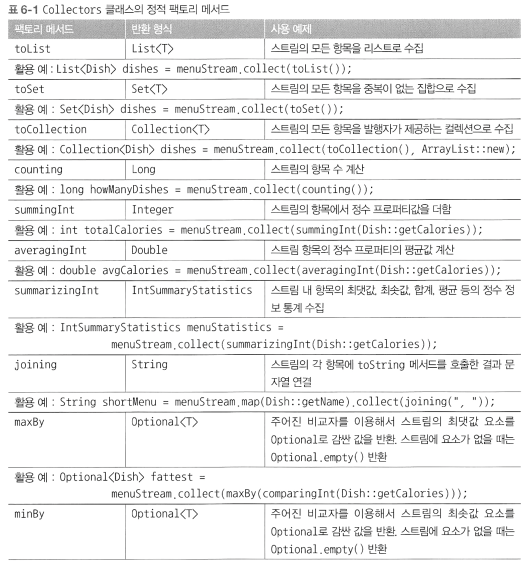 표 6-1 Collectors 클래스의 정적 팩토리 메서드
팩토리 메서드 반환 형식 사용 예제
toList List<T> 스트림의 모든 항목을 리스트로 수집
활용 예 : List<Dish> dishes = menuStream.collect(toList());
toSet Set<T> 스트림의 모든 항목을 중복이 없는 집합으로 수집
활용 예 : Set<Dish> dishes = menuStream.collect(toSet());
toCollection Collection<T> 스트림의 모든 항목을 발행자가 제공하는 컬렉션으로 수집
활용 예 : Collection<Dish> dishes = menuStream.collect(toCollection(), ArrayList::new);
counting Long 스트림의 항목 수 계산
활용 예 : long howManyDishes = menuStream.collect(counting());
summingInt Integer 스트림의 항목에서 정수 프로퍼티값을 더함
활용 예 : int totalCalories = menuStream.collect(summingInt(Dish::getCalories));
averagingInt Double 스트림 항목의 정수 프로퍼티의 평균값 계산
활용 예 : double avgCalories = menuStream.collect(averagingInt(Dish::getCalories));
summarizingInt IntSummaryStatistics 스트림 내 항목의 최댓값, 최솟값, 합계, 평균 등의 정수 정
보 통계 수집
활용 예 : IntSummaryStatistics menuStatistics =
menuStream.collect(summarizingInt(Dish::getCalories));
joining String 스트림의 각 항목에 toString 메서드를 호출한 결과 문
자열 연결
활용 예 : String shortMenu = menuStream.map(Dish::getName).collect(joining(", "));
maxBy Optional<T> 주어진 비교자를 이용해서 스트림의 최댓값 요소를
Optional로 감싼 값을 반환. 스트림에 요소가 없을 때는
Optional.empty() 반환
활용 예 : Optional<Dish> fattest =
menuStream.collect(maxBy(comparingInt(Dish::getCalories)));
minBy Optional<T> 주어진 비교자를 이용해서 스트림의 최솟값 요소를
Optional로 감싼 값을 반환. 스트림에 요소가 없을 때는
Optional.empty() 반환